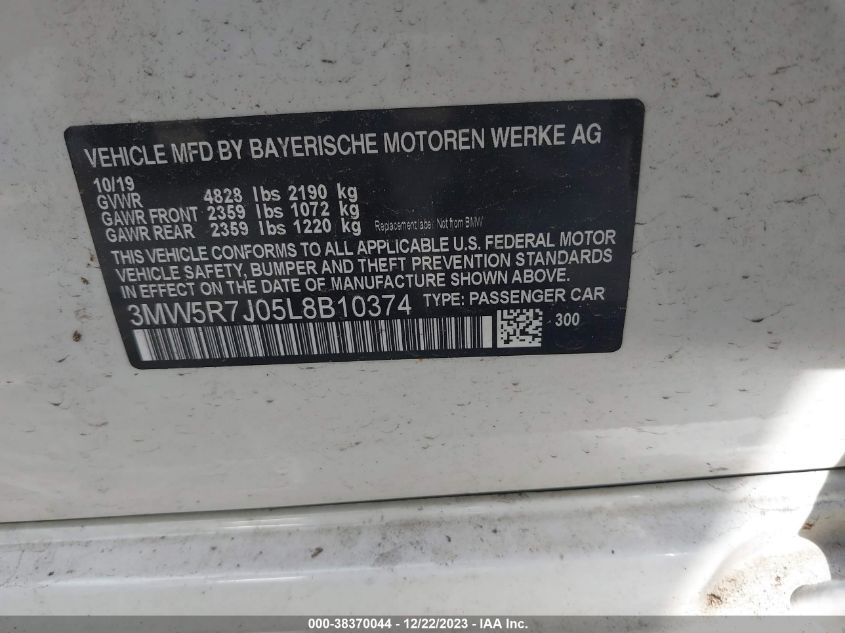 VEHICLE MFD BY BAYERISCHE MOTOREN WERKE AG
10/19
GVWR 4828 lbs 2190 kg
GAWR FRONT 2359 lbs 1072 kg
GAWR REAR 2359 lbs 1220 kg Replacement label: Not from BMW
THIS VEHICLE CONFORMS TO ALL APPLICABLE U.S. FEDERAL MOTOR
VEHICLE SAFETY, BUMPER AND THEFT PREVENTION STANDARDS
IN EFFECT ON THE DATE OF MANUFACTURE SHOWN ABOVE.
3MW5R7J05L8B10374 TYPE: PASSENGER CAR
300
000-38370044 - 12/22/2023 - IAA Inc.